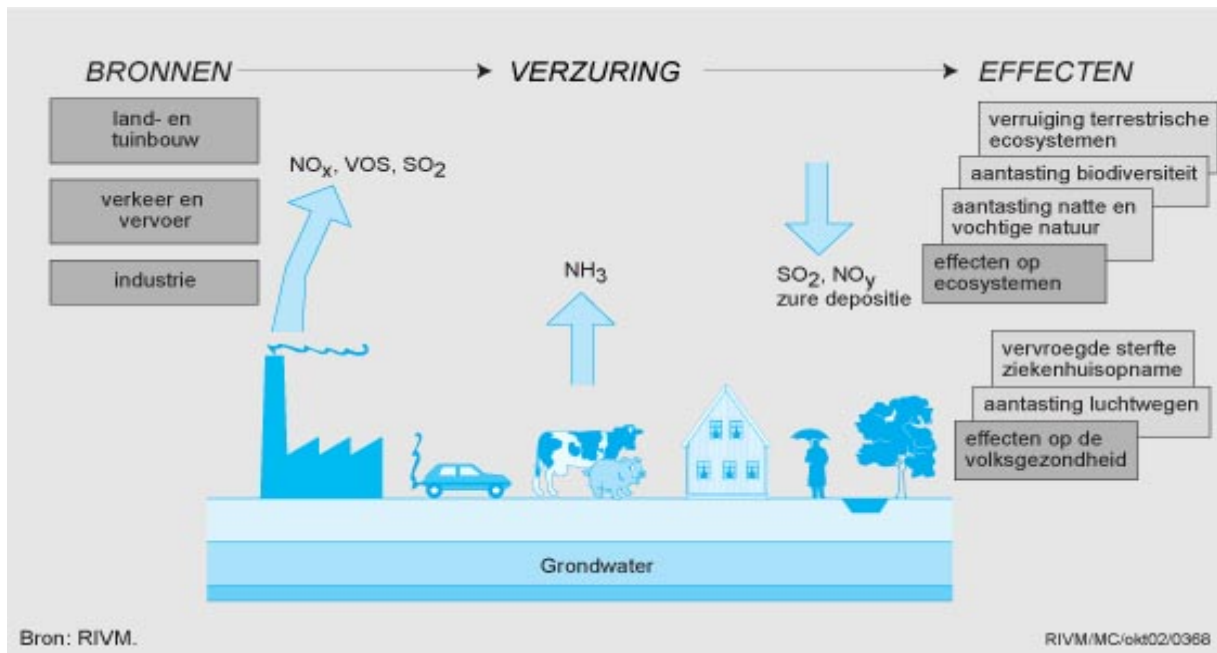 BRONNEN
VERZURING
EFFECTEN
land- en
tuinbouw
verkeer en
vervoer
industrie
NOx, VOS, SO2
NH3
SO2, NOy
zure depositie
verruiging terrestrische
ecosystemen
aantasting biodiversiteit
aantasting natte en
vochtige natuur
effecten op
ecosystemen
vervroegde sterfte
ziekenhuisopname
aantasting luchtwegen
effecten op de
volksgezondheid
Grondwater
Bron: RIVM.
RIVM/MC/okt02/0368